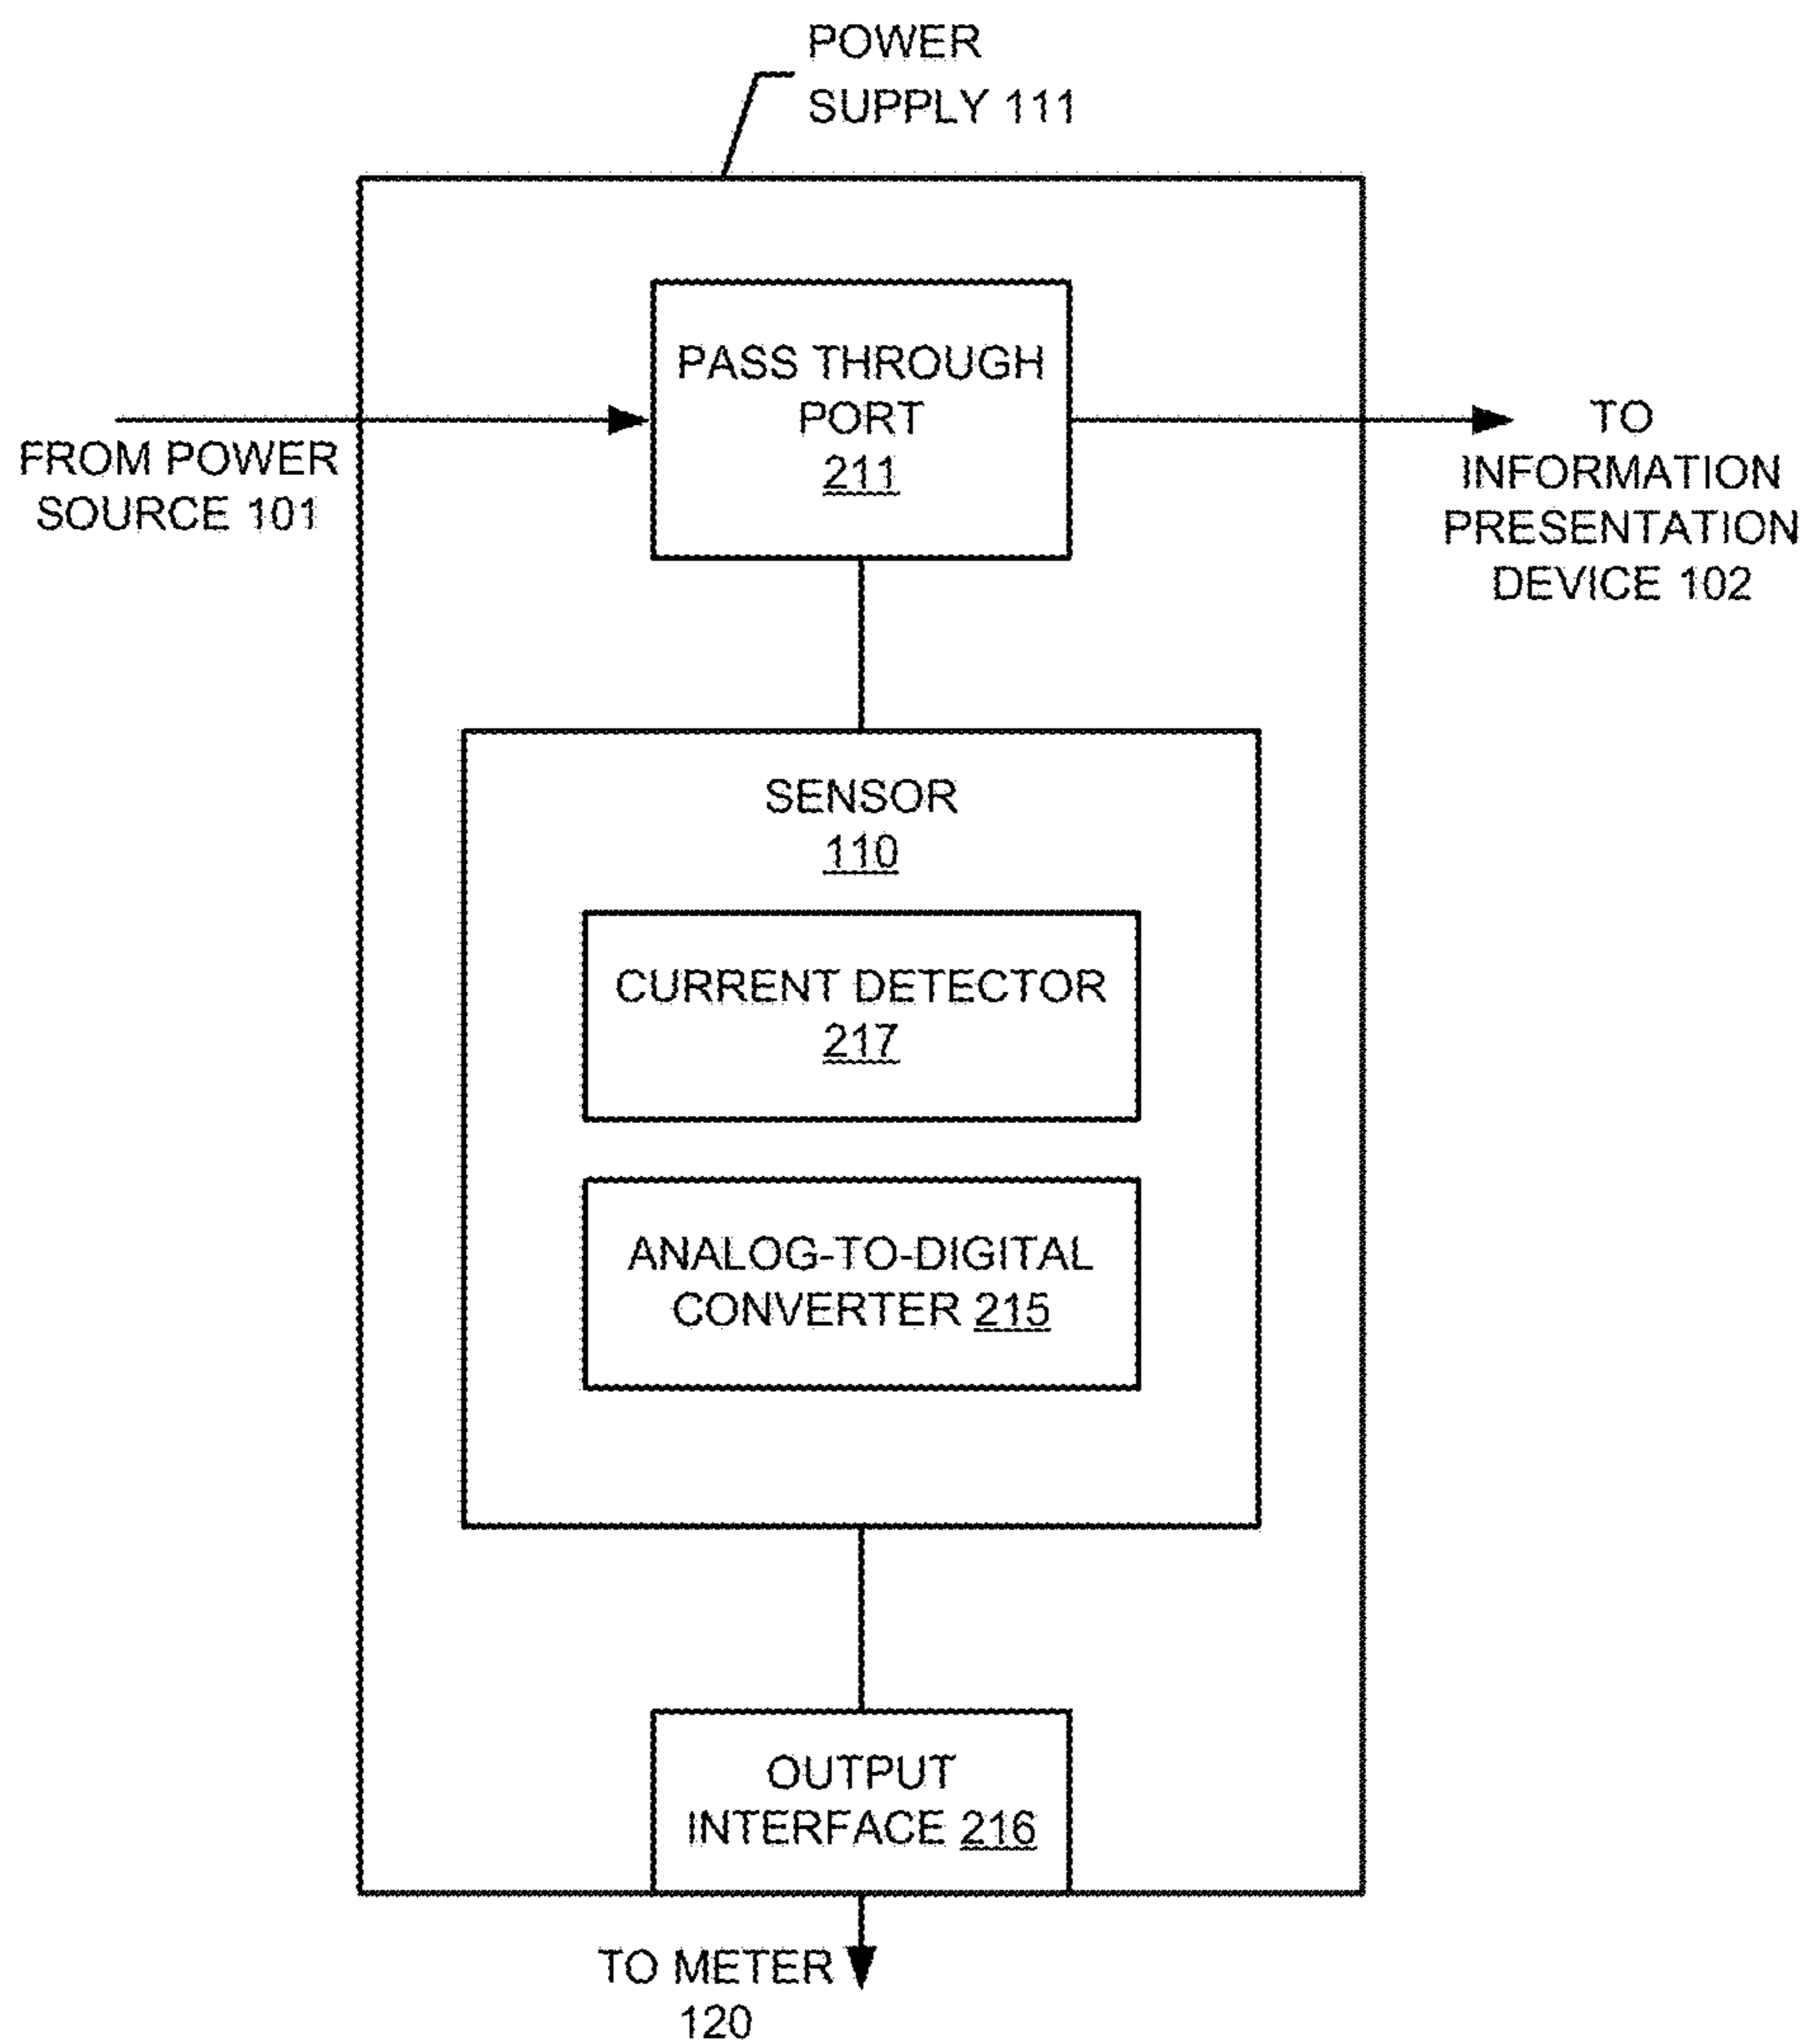 POWER
SUPPLY 111
PASS THROUGH
PORT
211
FROM POWER
SOURCE 101
TO
INFORMATION
PRESENTATION
DEVICE 102
SENSOR
110
CURRENT DETECTOR
217
ANALOG-TO-DIGITAL
CONVERTER 215
OUTPUT
INTERFACE 216
TO METER
120